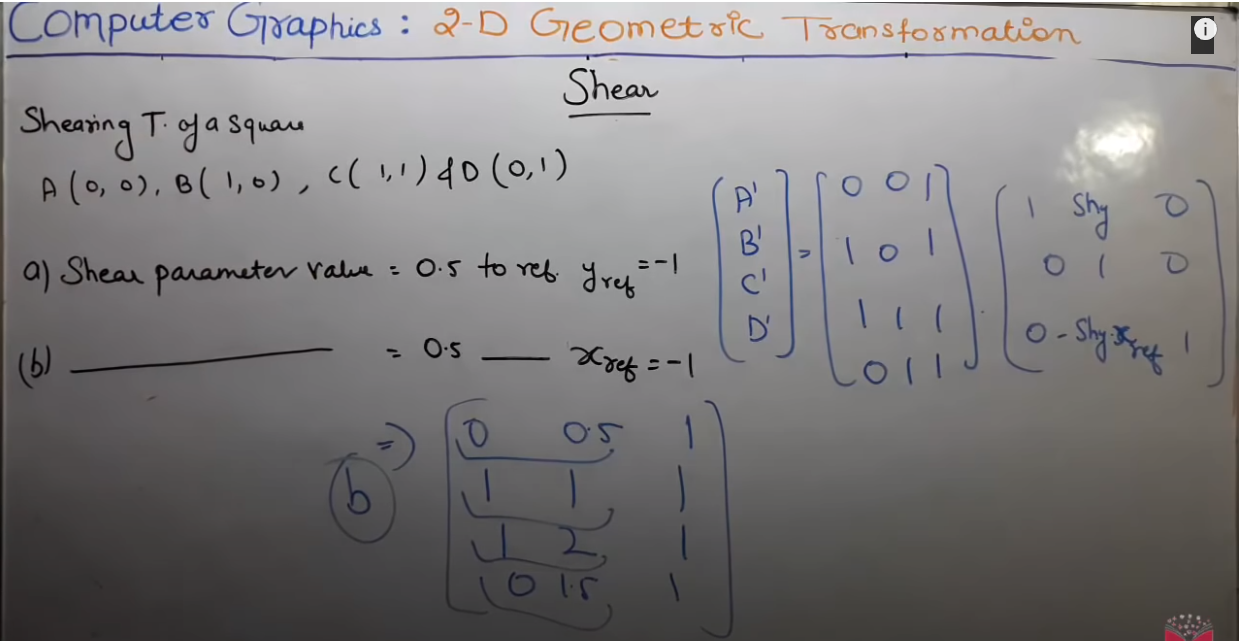 Computer Graphics : 2-D Geometric Transformation
Shear
Shearing T. of a square
A (0, 0), B( 1, 0) , C( 1, 1) & D (0, 1)
a) Shear parameter value = 0.5 to ref. yref = -1
(b) ——— = 0.5 —— xref = -1
[A' B' C' D'] = [0 0 1
1 0 1
1 1 1
0 1 1] . [1 Shy 0
0 1 0
0 -Shy.xref 1]
b => [0 0.5 1
1 1 1
1 2 1
0 1.5 1]
i